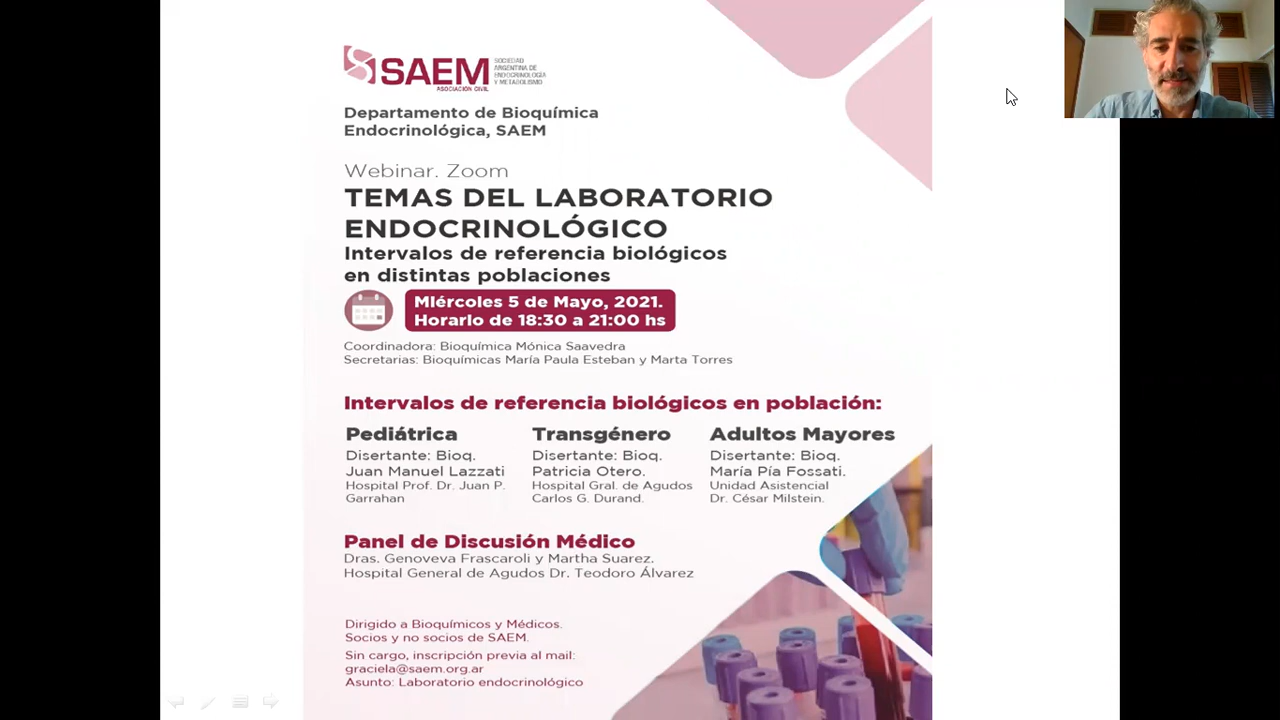 SAEM
ASOCIACIÓN CIVIL
SOCIEDAD
ARGENTINA DE
ENDOCRINOLOGÍA
Y METABOLISMO
Departamento de Bioquímica
Endocrinológica, SAEM
Webinar. Zoom
TEMAS DEL LABORATORIO
ENDOCRINOLÓGICO
Intervalos de referencia biológicos
en distintas poblaciones
Miércoles 5 de Mayo, 2021.
Horario de 18:30 a 21:00 hs
Coordinadora: Bioquímica Mónica Saavedra
Secretarias: Bioquímicas María Paula Esteban y Marta Torres
Intervalos de referencia biológicos en población:
Pediátrica
Disertante: Bioq.
Juan Manuel Lazzati
Hospital Prof. Dr. Juan P.
Garrahan
Transgénero
Disertante: Bioq.
Patricia Otero.
Hospital Gral. de Agudos
Carlos G. Durand.
Adultos Mayores
Disertante: Bioq.
María Pía Fossati.
Unidad Asistencial
Dr. César Milstein.
Panel de Discusión Médico
Dras. Genoveva Frascaroli y Martha Suarez.
Hospital General de Agudos Dr. Teodoro Álvarez
Dirigido a Bioquímicos y Médicos.
Socios y no socios de SAEM.
Sin cargo, inscripción previa al mail:
graciela@saem.org.ar
Asunto: Laboratorio endocrinológico